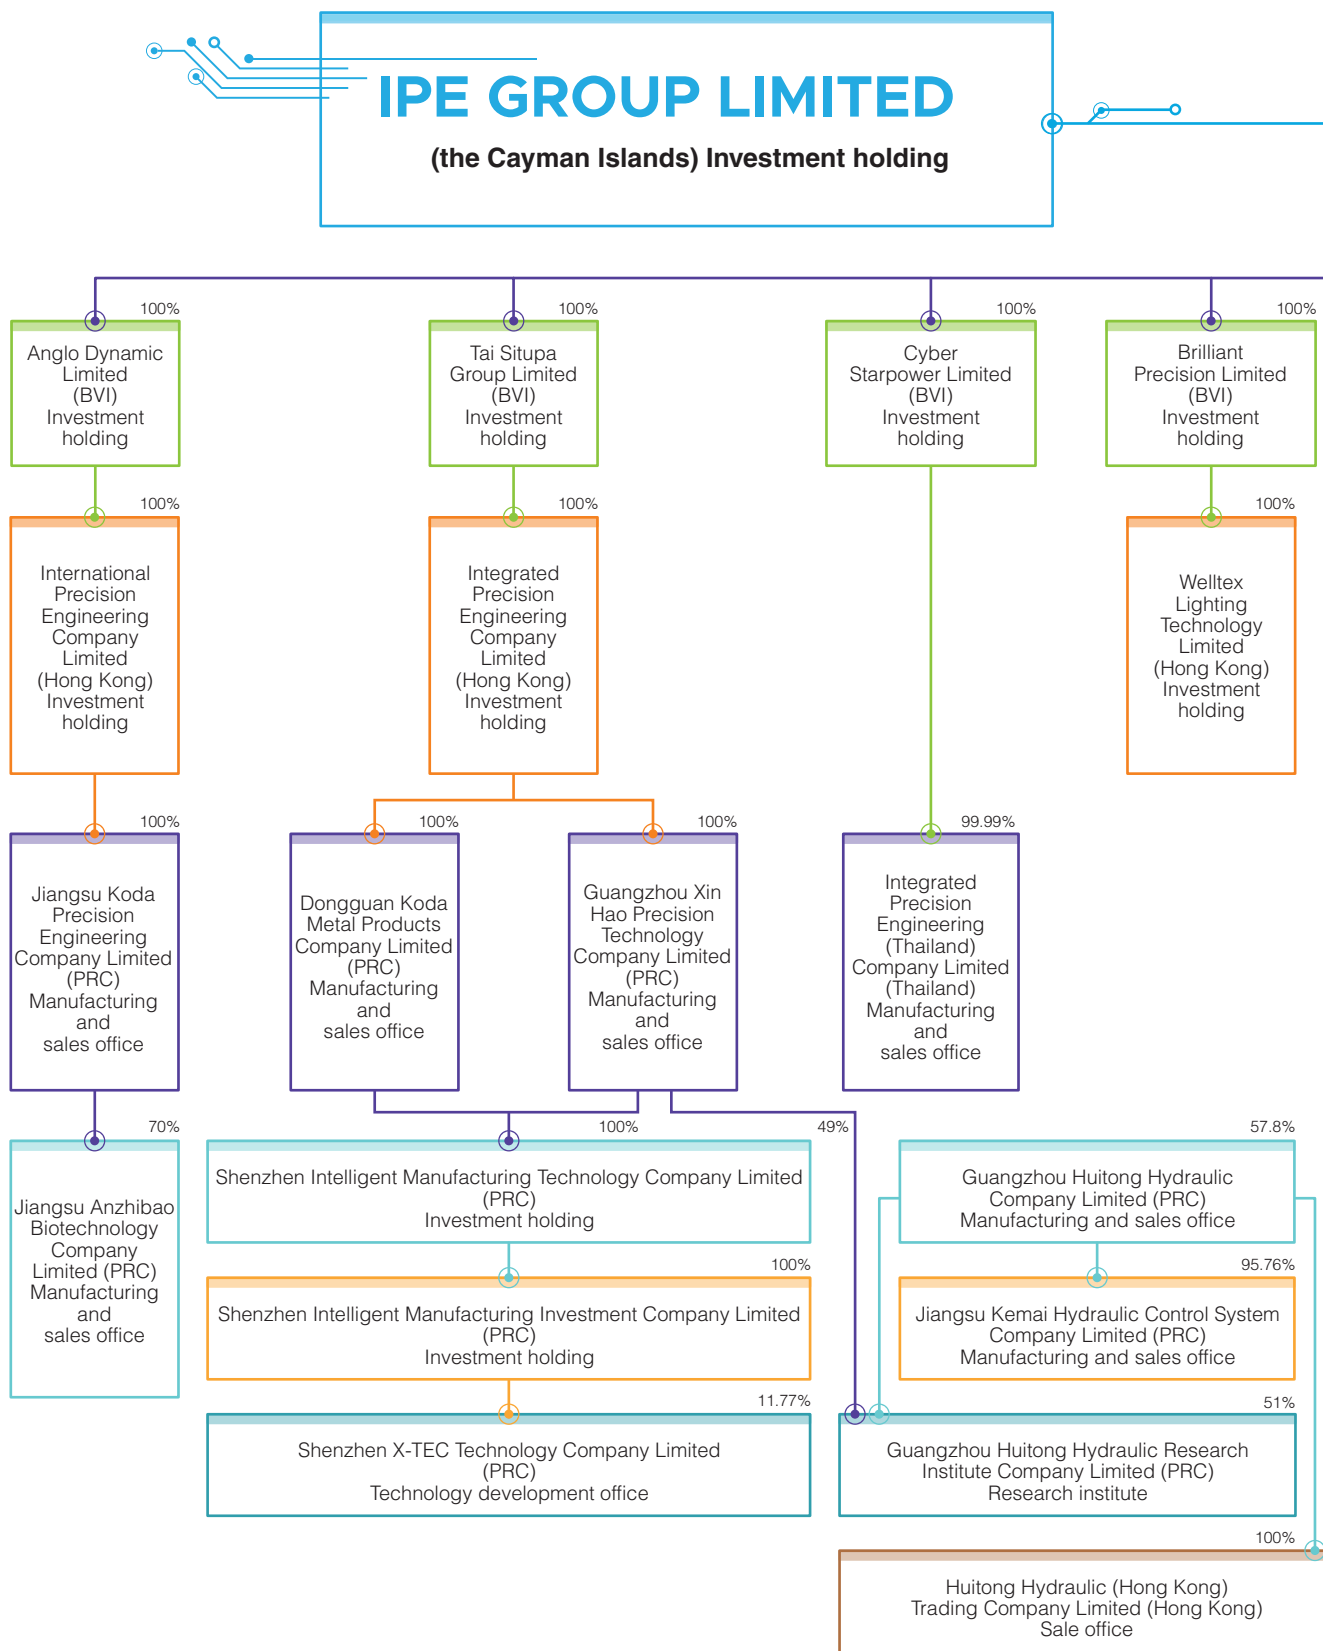 IPE GROUP LIMITED
(the Cayman Islands) Investment holding
100%
Anglo Dynamic
Limited
(BVI)
Investment
holding
100%
Tai Situpa
Group Limited
(BVI)
Investment
holding
100%
Cyber
Starpower Limited
(BVI)
Investment
holding
100%
Brilliant
Precision Limited
(BVI)
Investment
holding
100%
International
Precision
Engineering
Company
Limited
(Hong Kong)
Investment
holding
100%
Integrated
Precision
Engineering
Company
Limited
(Hong Kong)
Investment
holding
100%
Welltex
Lighting
Technology
Limited
(Hong Kong)
Investment
holding
100%
Jiangsu Koda
Precision
Engineering
Company Limited
(PRC)
Manufacturing
and
sales office
100%
Dongguan Koda
Metal Products
Company Limited
(PRC)
Manufacturing
and
sales office
100%
Guangzhou Xin
Hao Precision
Technology
Company Limited
(PRC)
Manufacturing
and
sales office
99.99%
Integrated
Precision
Engineering
(Thailand)
Company Limited
(Thailand)
Manufacturing
and
sales office
70%
Jiangsu Anzhibao
Biotechnology
Company
Limited (PRC)
Manufacturing
and
sales office
100%
Shenzhen Intelligent Manufacturing Technology Company Limited
(PRC)
Investment holding
49%
57.8%
Guangzhou Huitong Hydraulic
Company Limited (PRC)
Manufacturing and sales office
100%
Shenzhen Intelligent Manufacturing Investment Company Limited
(PRC)
Investment holding
95.76%
Jiangsu Kemai Hydraulic Control System
Company Limited (PRC)
Manufacturing and sales office
11.77%
Shenzhen X-TEC Technology Company Limited
(PRC)
Technology development office
51%
Guangzhou Huitong Hydraulic Research
Institute Company Limited (PRC)
Research institute
100%
Huitong Hydraulic (Hong Kong)
Trading Company Limited (Hong Kong)
Sale office